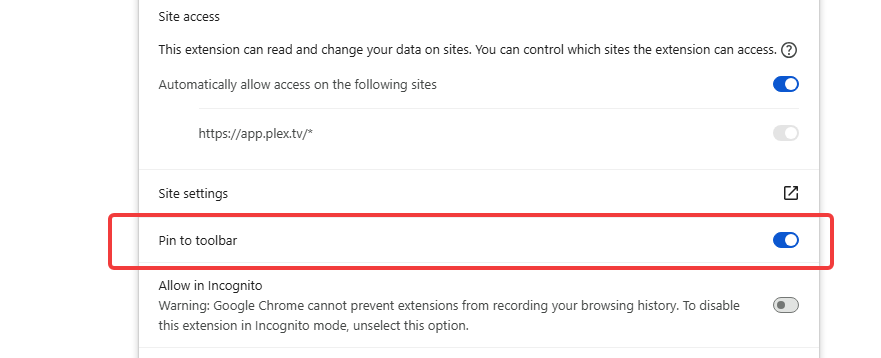 Site access
This extension can read and change your data on sites. You can control which sites the extension can access.
Automatically allow access on the following sites
https://app.plex.tv/*
Site settings
Pin to toolbar
Allow in Incognito
Warning: Google Chrome cannot prevent extensions from recording your browsing history. To disable
this extension in Incognito mode, unselect this option.